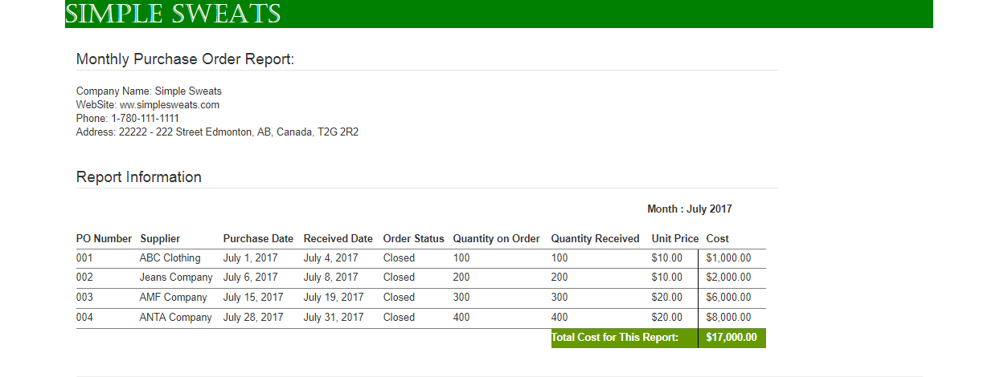 SIMPLE SWEATS
Monthly Purchase Order Report:
Company Name: Simple Sweats
WebSite: ww.simplesweats.com
Phone: 1-780-111-1111
Address: 22222 - 222 Street Edmonton, AB, Canada, T2G 2R2
Report Information
Month : July 2017
PO Number Supplier Purchase Date Received Date Order Status Quantity on Order Quantity Received Unit Price Cost
001 ABC Clothing July 1, 2017 July 4, 2017 Closed 100 100 $10.00 $1,000.00
002 Jeans Company July 6, 2017 July 8, 2017 Closed 200 200 $10.00 $2,000.00
003 AMF Company July 15, 2017 July 19, 2017 Closed 300 300 $20.00 $6,000.00
004 ANTA Company July 28, 2017 July 31, 2017 Closed 400 400 $20.00 $8,000.00
Total Cost for This Report: $17,000.00